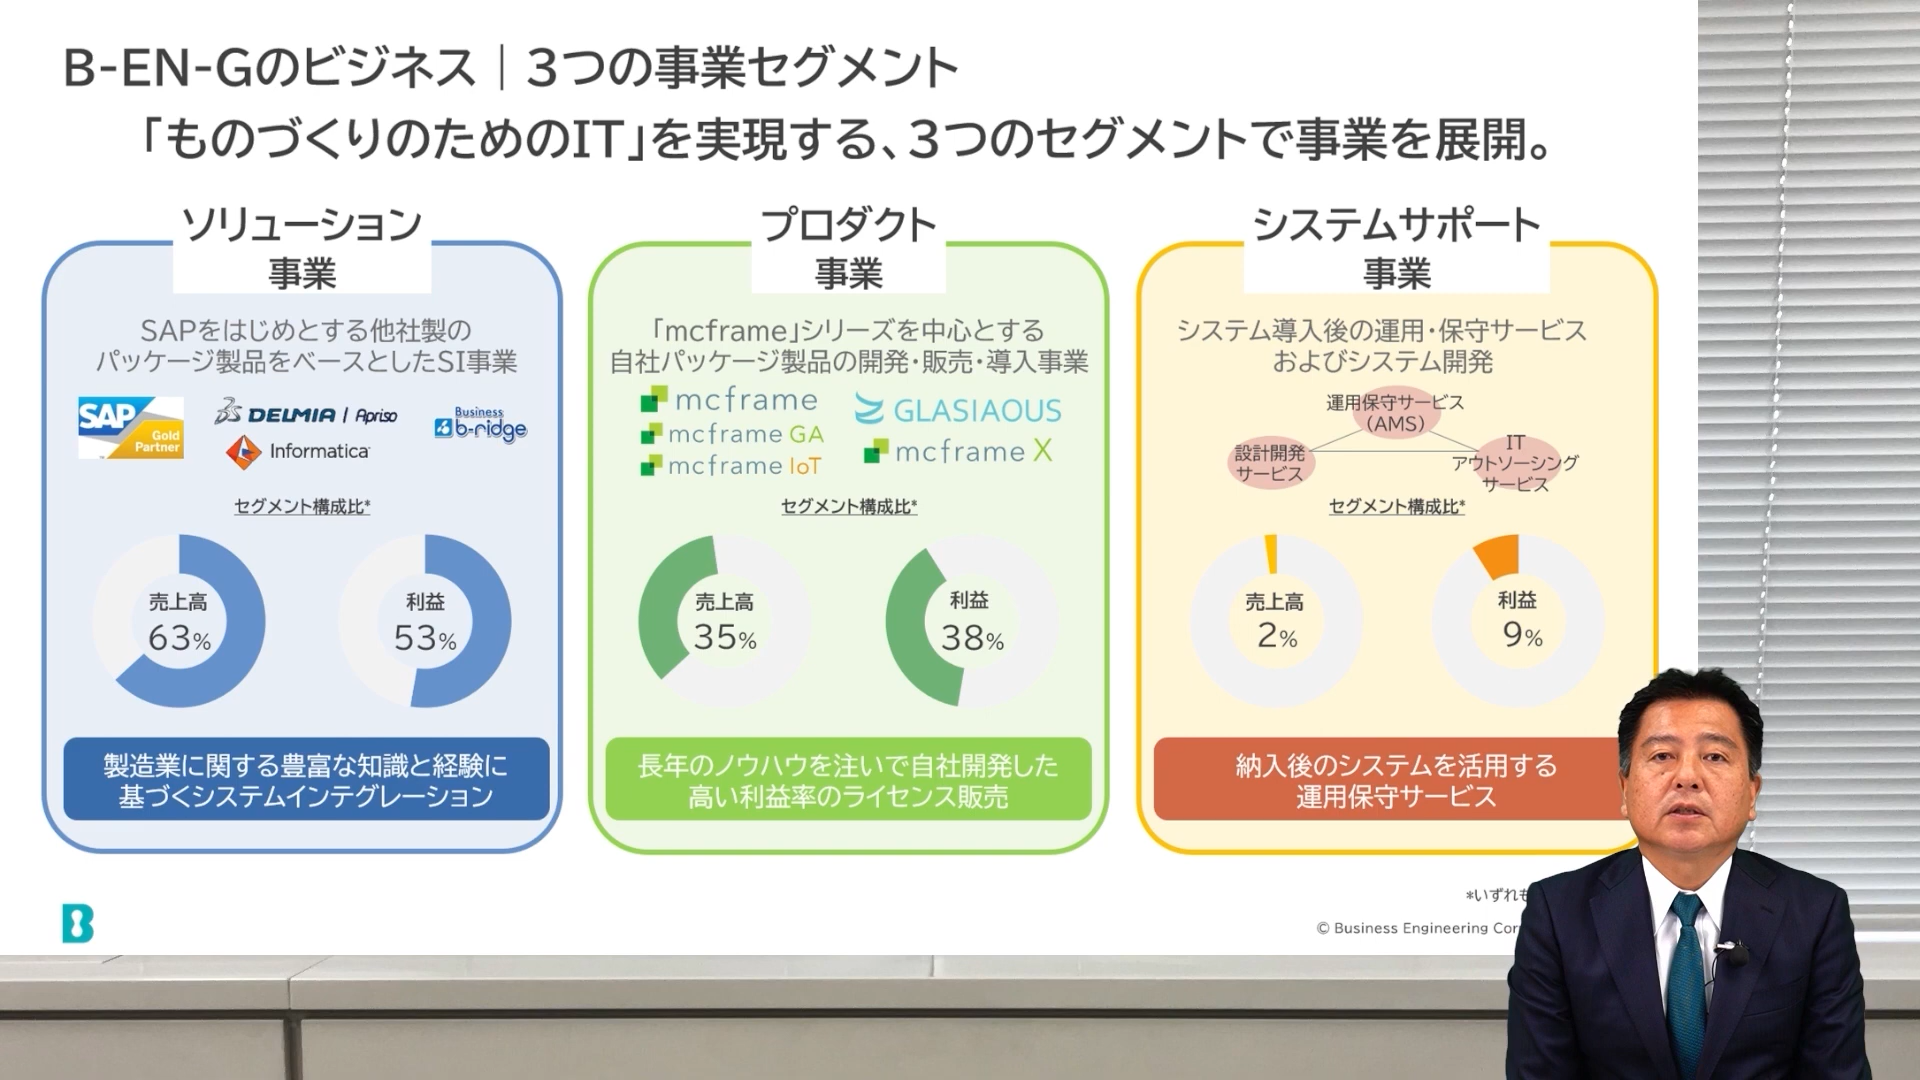 B-EN-Gのビジネス｜3つの事業セグメント
「ものづくりのためのIT」を実現する、3つのセグメントで事業を展開。
ソリューション
事業
SAPをはじめとする他社製の
パッケージ製品をベースとしたSI事業
SAP
Gold
Partner
DELMIA | Apriso
Informatica
Business
b-ridge
セグメント構成比*
売上高
63%
利益
53%
製造業に関する豊富な知識と経験に
基づくシステムインテグレーション
プロダクト
事業
「mcframe」シリーズを中心とする
自社パッケージ製品の開発・販売・導入事業
mcframe
mcframe GA
mcframe IoT
GLASIAOUS
mcframe X
セグメント構成比*
売上高
35%
利益
38%
長年のノウハウを注いで自社開発した
高い利益率のライセンス販売
システムサポート
事業
システム導入後の運用・保守サービス
およびシステム開発
運用保守サービス
（AMS）
設計開発
サービス
IT
アウトソーシング
サービス
セグメント構成比*
売上高
2%
利益
9%
納入後のシステムを活用する
運用保守サービス
*いずれ
© Business Engineering